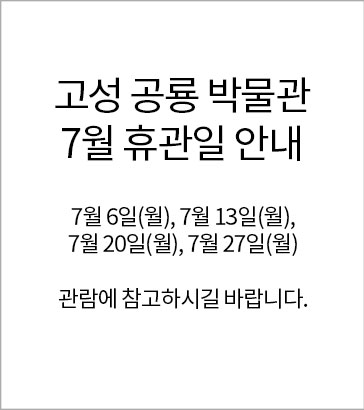 고성 공룡 박물관
7월 휴관일 안내
7월 6일(월), 7월 13일(월),
7월 20일(월), 7월 27일(월)
관람에 참고하시길 바랍니다.